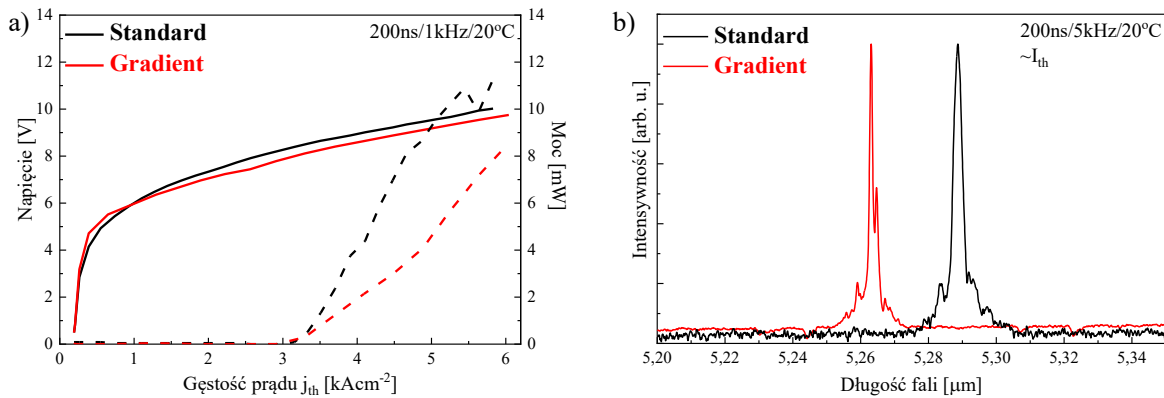 a)
Standard
Gradient
200ns/1kHz/20°C
Napięcie [V]
14
12
10
8
6
4
2
0
14
12
10
8
6
4
2
0
Moc [mW]
0 1 2 3 4 5 6
Gęstość prądu j_th [kAcm⁻²]
b)
Standard
Gradient
200ns/5kHz/20°C
~I_th
Intensywność [arb. u.]
5,20 5,22 5,24 5,26 5,28 5,30 5,32 5,34
Długość fali [μm]